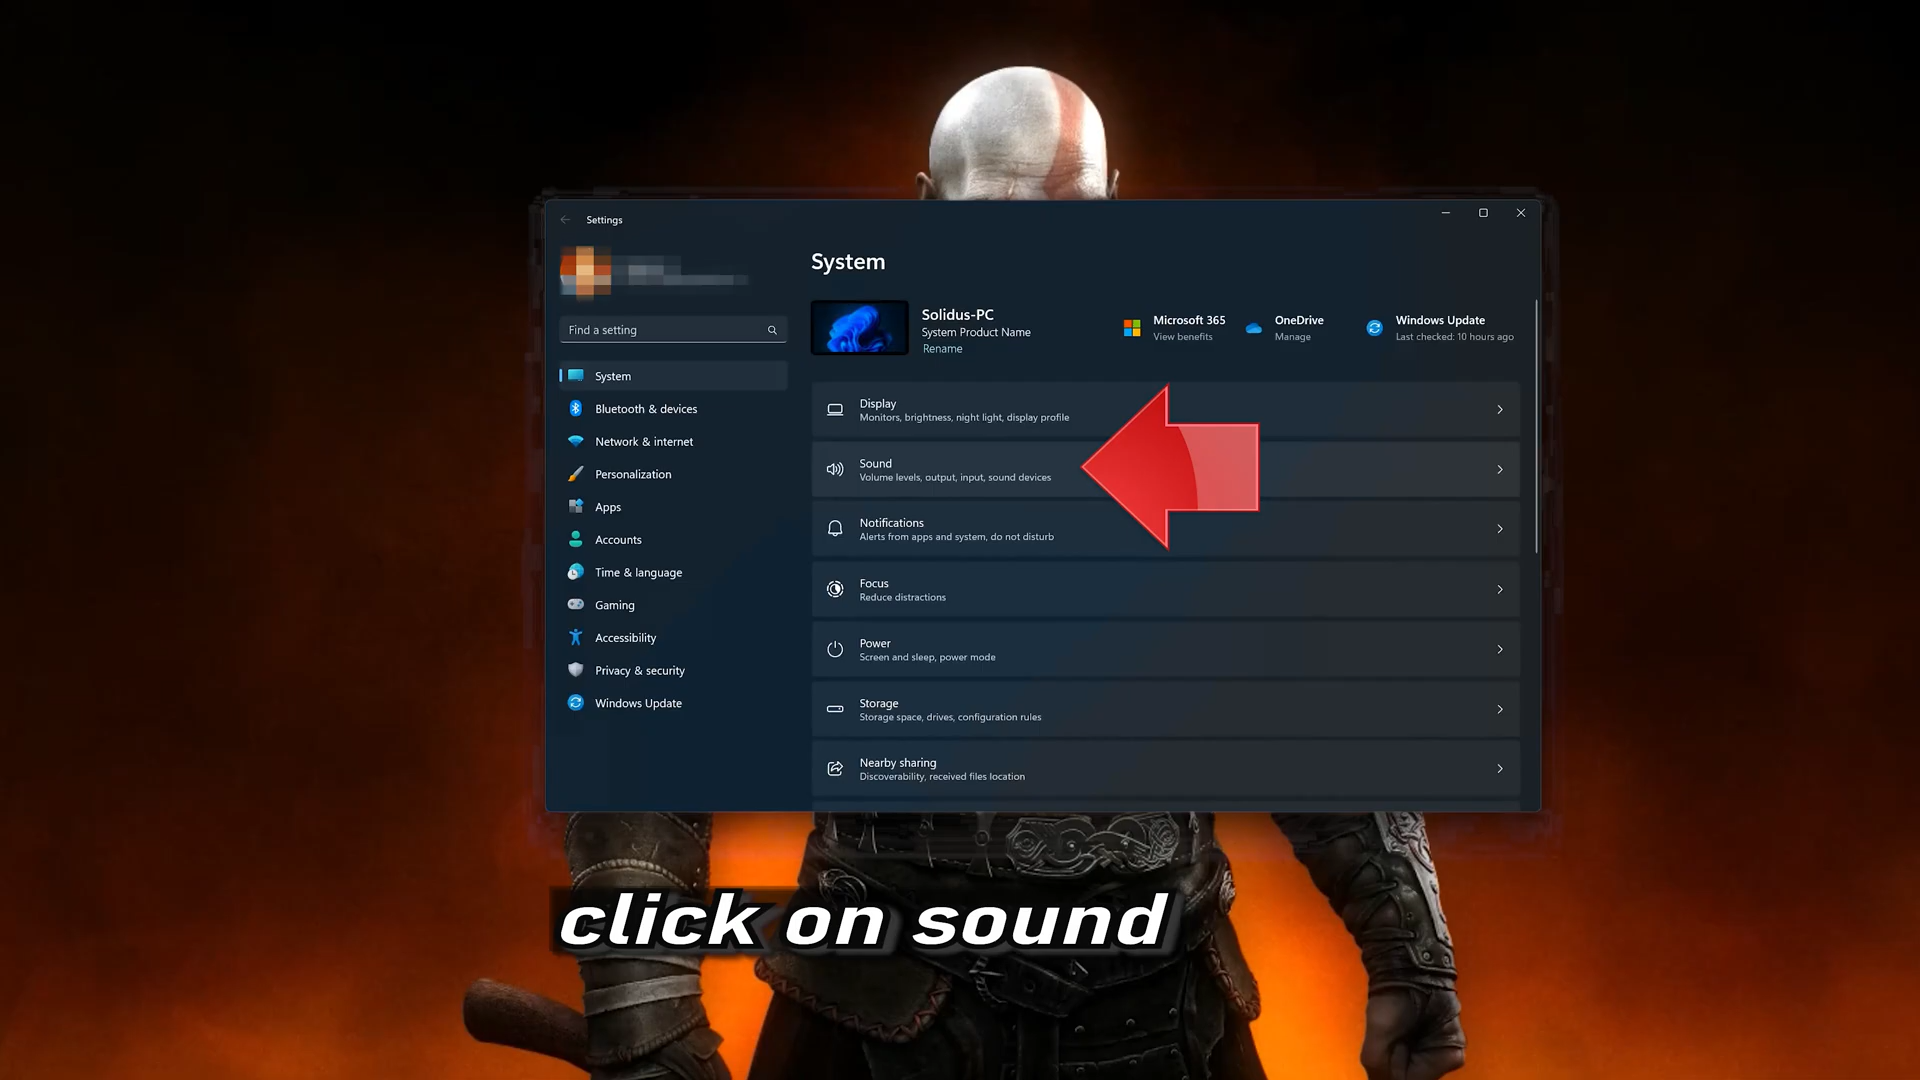 Settings
Find a setting
System
Bluetooth & devices
Network & internet
Personalization
Apps
Accounts
Time & language
Gaming
Accessibility
Privacy & security
Windows Update
System
Solidus-PC
System Product Name
Rename
Microsoft 365
View benefits
OneDrive
Manage
Windows Update
Last checked: 10 hours ago
Display
Monitors, brightness, night light, display profile
Sound
Volume levels, output, input, sound devices
Notifications
Alerts from apps and system, do not disturb
Focus
Reduce distractions
Power
Screen and sleep, power mode
Storage
Storage space, drives, configuration rules
Nearby sharing
Discoverability, received files location
click on sound